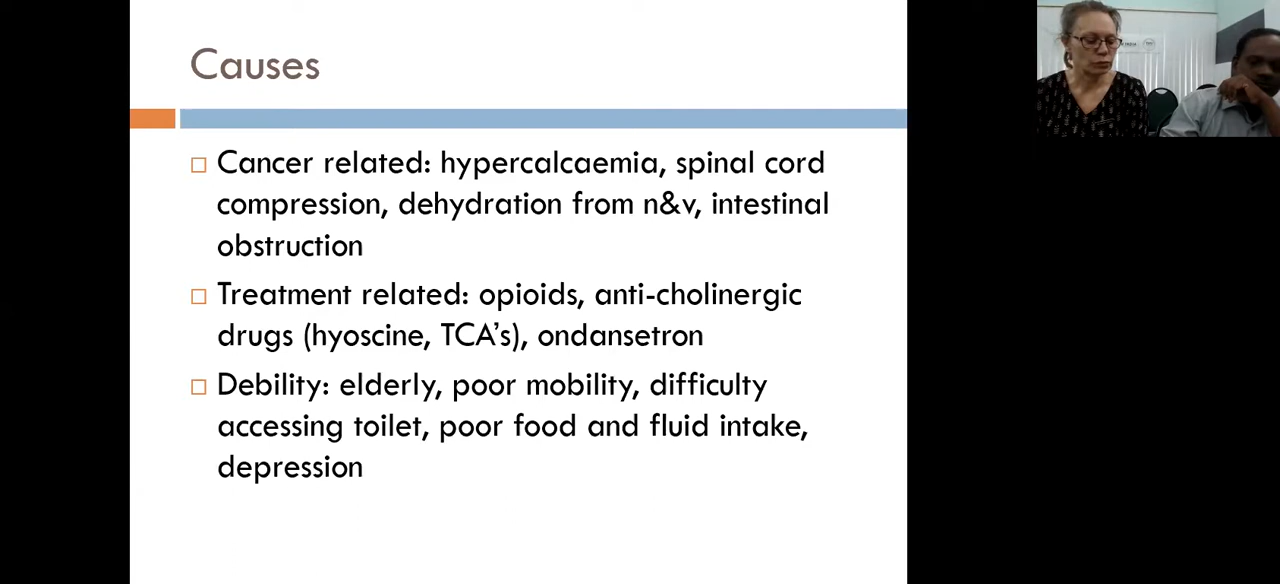 Causes
Cancer related: hypercalcaemia, spinal cord
compression, dehydration from n&v, intestinal
obstruction
Treatment related: opioids, anti-cholinergic
drugs (hyoscine, TCA’s), ondansetron
Debility: elderly, poor mobility, difficulty
accessing toilet, poor food and fluid intake,
depression